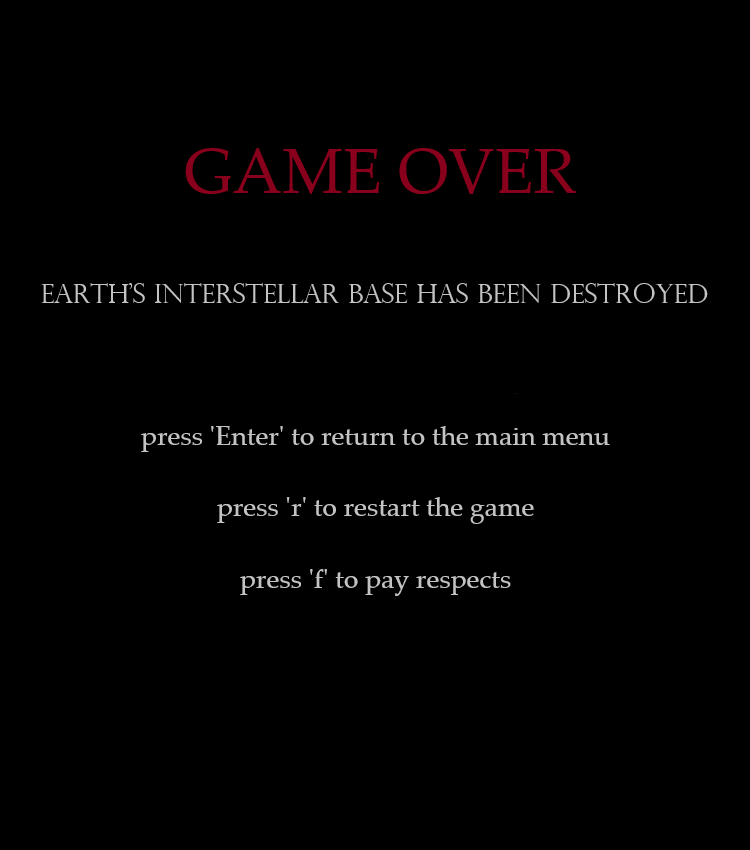 GAME OVER
EARTH’S INTERSTELLAR BASE HAS BEEN DESTROYED
press 'Enter' to return to the main menu
press 'r' to restart the game
press 'f' to pay respects